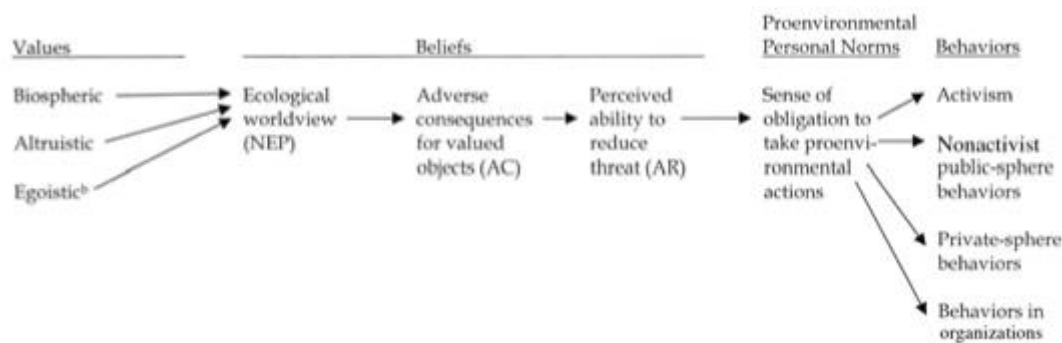 Proenvironmental
Values Beliefs Personal Norms Behaviors
Biospheric
Altruistic
Egoisticᵇ
Ecological
worldview
(NEP)
Adverse
consequences
for valued
objects (AC)
Perceived
ability to
reduce
threat (AR)
Sense of
obligation to
take proenvi-
ronmental
actions
Activism
Nonactivist
public-sphere
behaviors
Private-sphere
behaviors
Behaviors in
organizations